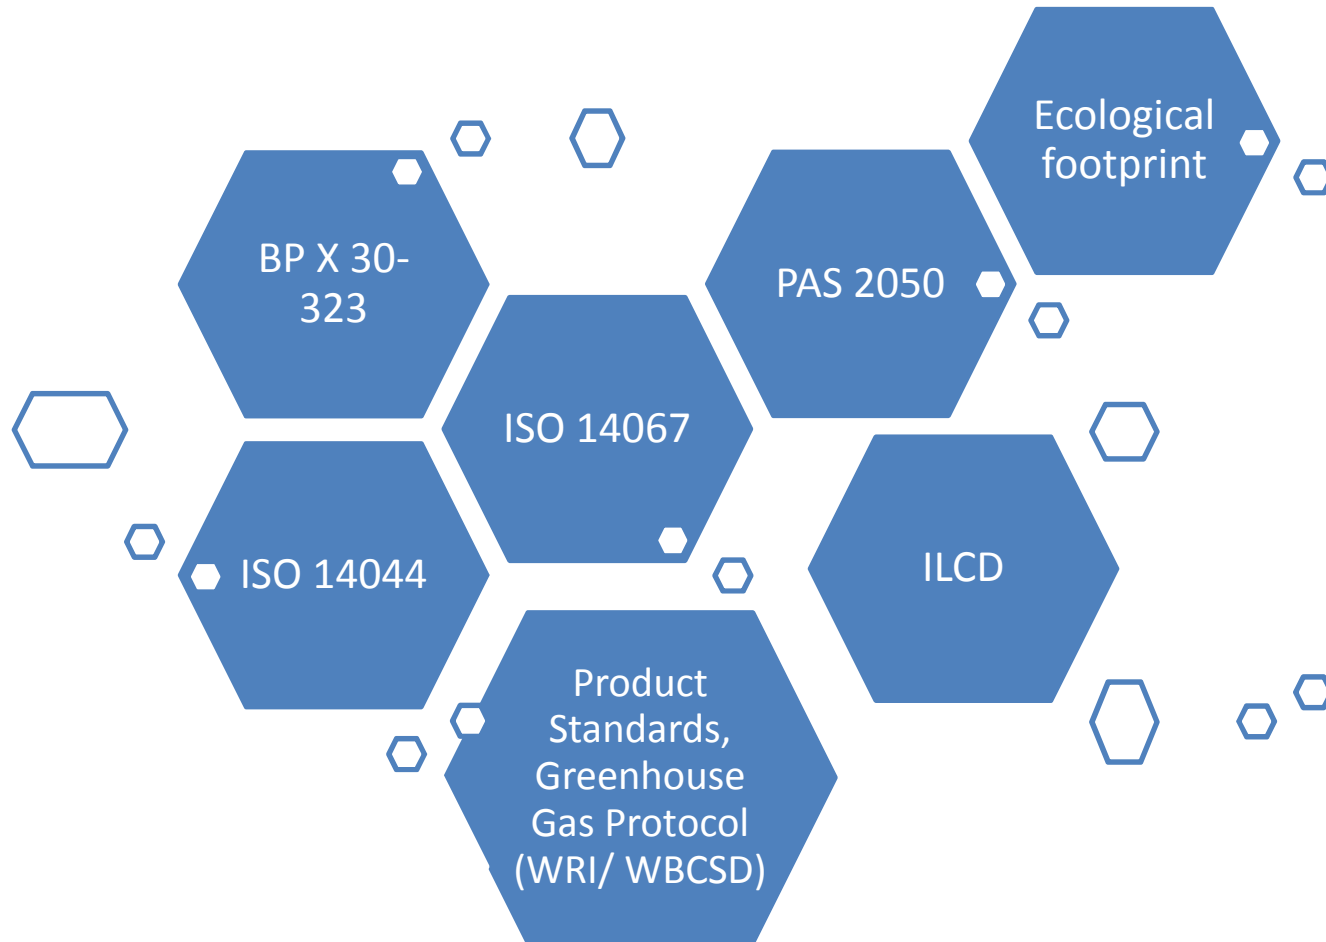 Ecological
footprint
BP X 30-
323
PAS 2050
ISO 14067
ISO 14044
ILCD
Product
Standards,
Greenhouse
Gas Protocol
(WRI/ WBCSD)